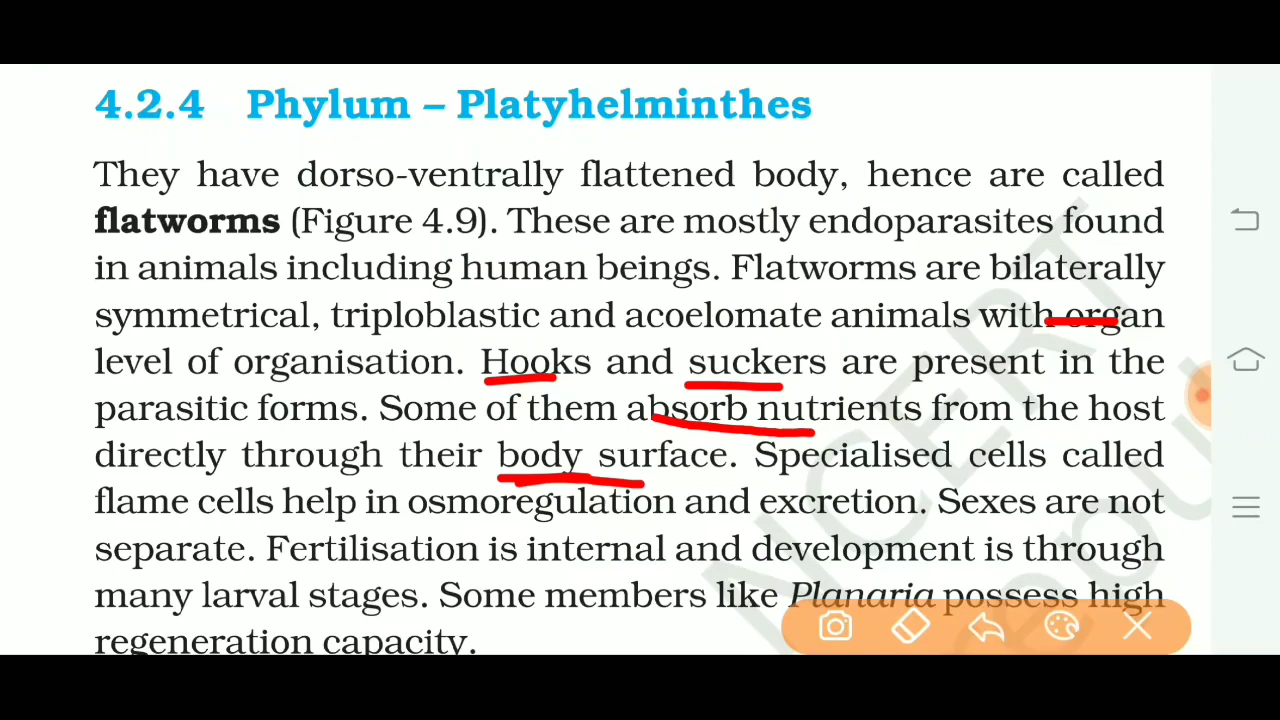 4.2.4 Phylum – Platyhelminthes
They have dorso-ventrally flattened body, hence are called
flatworms (Figure 4.9). These are mostly endoparasites found
in animals including human beings. Flatworms are bilaterally
symmetrical, triploblastic and acoelomate animals with organ
level of organisation. Hooks and suckers are present in the
parasitic forms. Some of them absorb nutrients from the host
directly through their body surface. Specialised cells called
flame cells help in osmoregulation and excretion. Sexes are not
separate. Fertilisation is internal and development is through
many larval stages. Some members like Planaria possess high
regeneration capacity.
NCERT